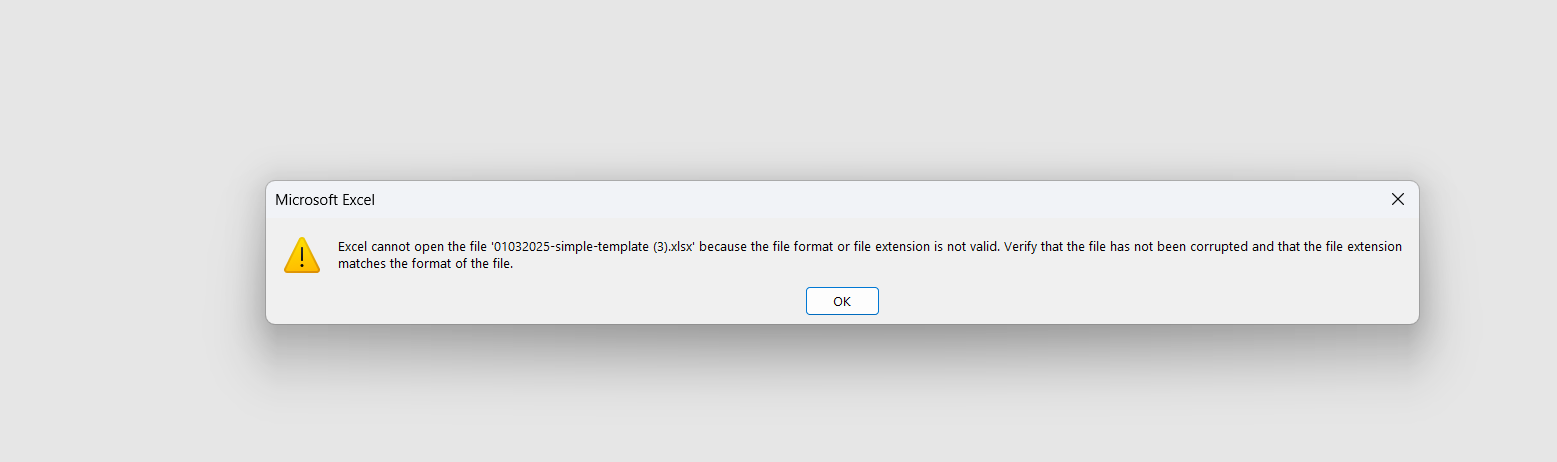 Microsoft Excel
Excel cannot open the file '01032025-simple-template (3).xlsx' because the file format or file extension is not valid. Verify that the file has not been corrupted and that the file extension
matches the format of the file.
OK